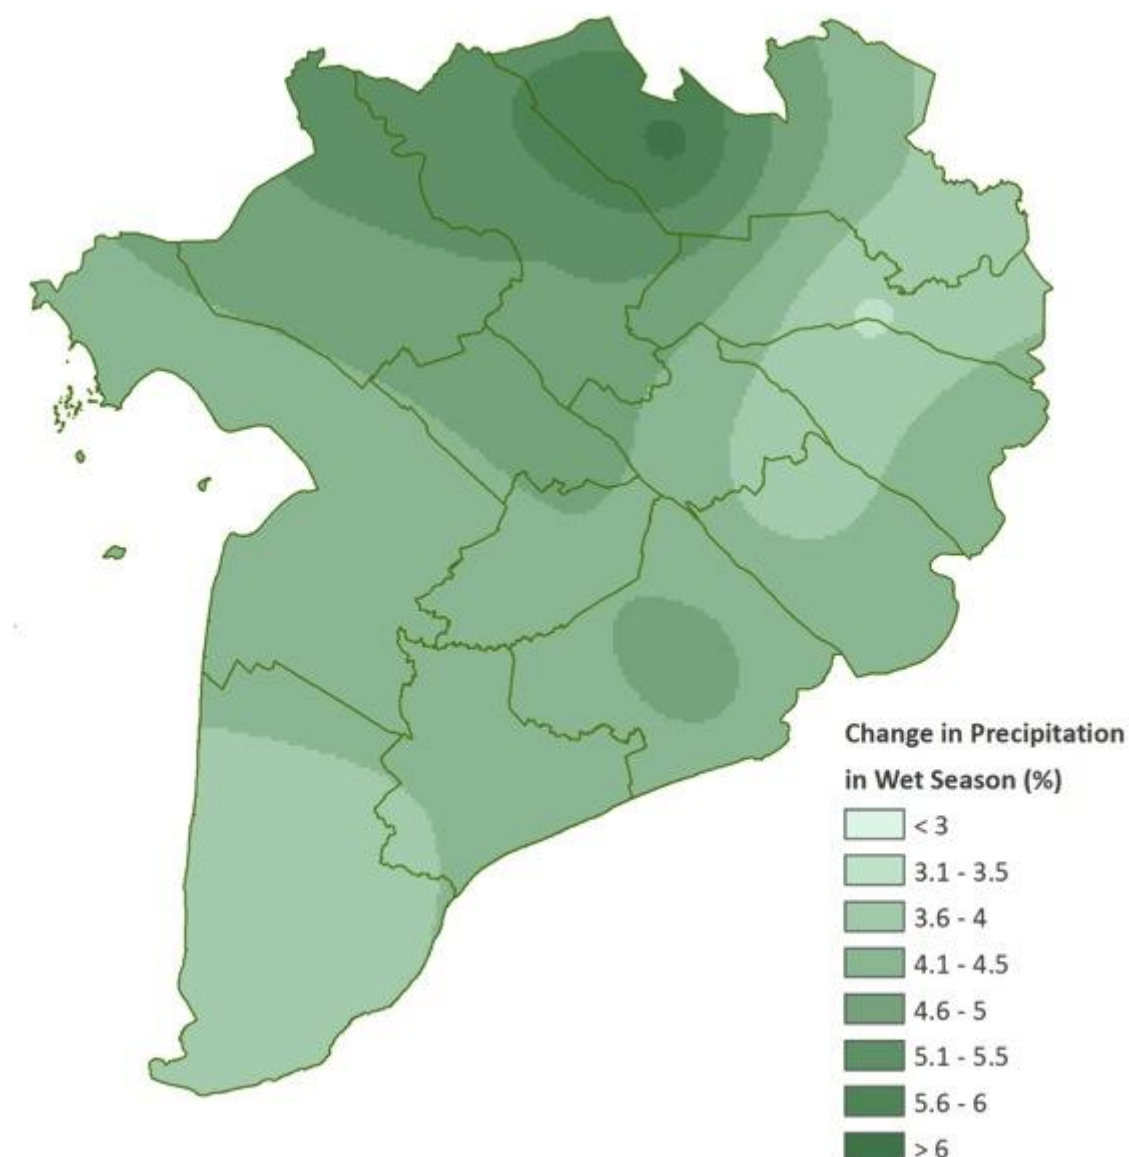 Change in Precipitation
in Wet Season (%)
< 3
3.1 - 3.5
3.6 - 4
4.1 - 4.5
4.6 - 5
5.1 - 5.5
5.6 - 6
> 6